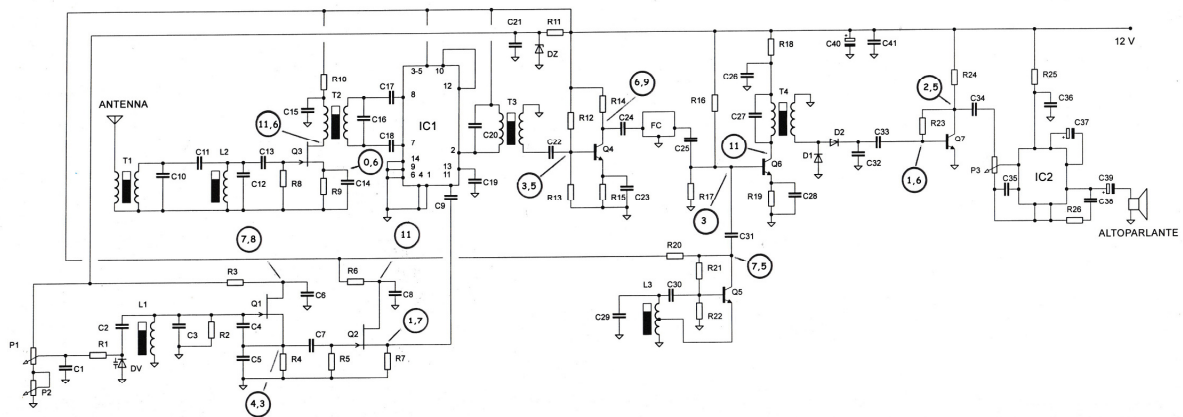 C21
R11
DZ
R18
C40
C41
12 V
3-5
10
12
R10
T2
C17
8
C15
C16
IC1
C18
7
11,6
14
9
6 4 1
2
13
11
C20
T3
C19
C9
ANTENNA
T1
C10
C11
L2
C12
C13
Q3
R8
R9
C14
0,6
R12
R14
6,9
C24
FC
C22
Q4
3,5
R13
R15
C23
C25
R16
R17
3
C26
C27
T4
11
Q6
R19
C28
D1
D2
C32
C33
R23
R24
2,5
Q7
1,6
C34
R25
C36
C37
P3
C35
IC2
R26
C38
C39
ALTOPARLANTE
C31
7,5
R20
R21
R22
Q5
C30
L3
C29
7,8
11
R3
R6
Q1
C6
C8
L1
C2
C3
R2
C4
C5
R4
C7
Q2
R5
R7
1,7
4,3
P1
P2
C1
R1
DV